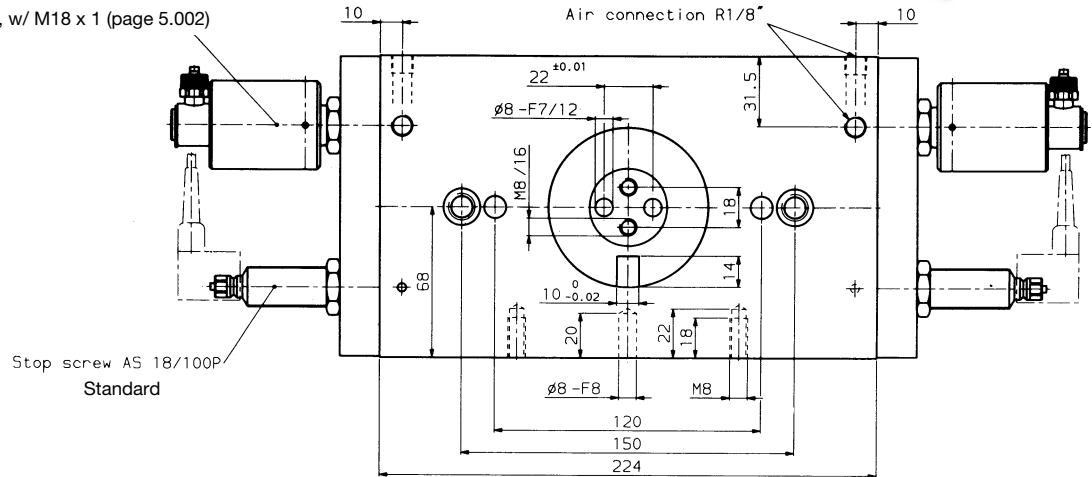 , w/ M18 x 1 (page 5.002)
10
Air connection R1/8"
10
22 ±0.01
31.5
ø8-F7/12
M8/16
18
68
14
10 0 -0.02
20
22
18
Stop screw AS 18/100P
Standard
ø8-F8
M8
120
150
224